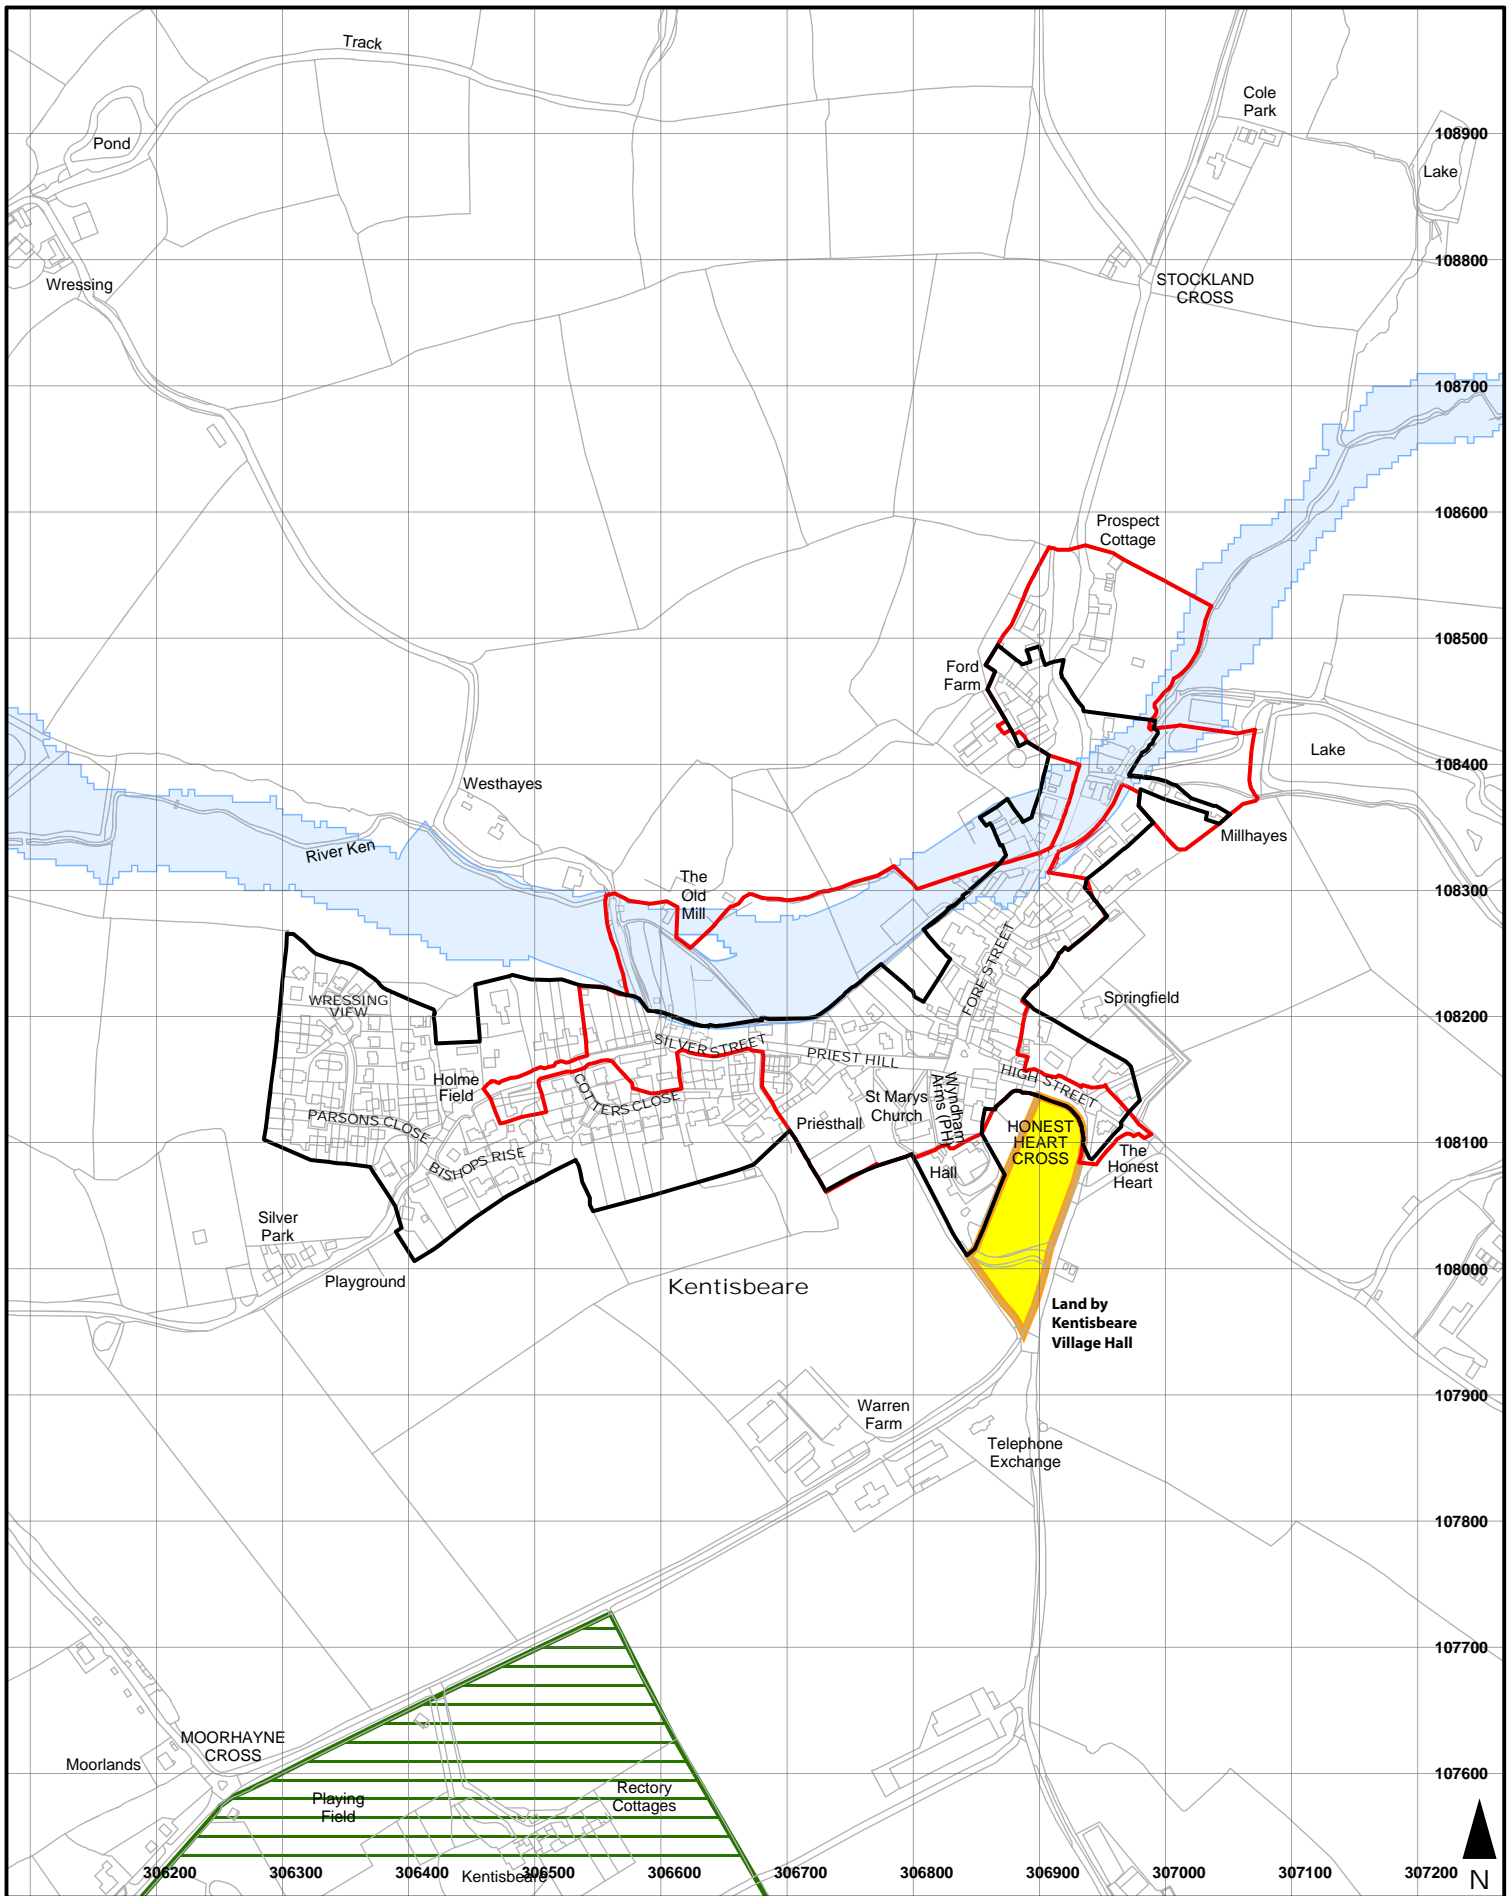 Track
Cole
Park
108900
Pond
Lake
108800
Wressing
STOCKLAND
CROSS
108700
108600
Prospect
Cottage
108500
Ford
Farm
Lake
108400
Westhayes
Millhayes
River Ken
The
Old
Mill
108300
FORE STREET
WRESSING
VIEW
Springfield
108200
SILVER STREET
PRIEST HILL
HIGH STREET
Holme
Field
COTTERS CLOSE
St Marys
Church
Wyndham
Arms (PH)
PARSONS CLOSE
Priesthall
HONEST
HEART
CROSS
108100
BISHOPS RISE
Hall
The
Honest
Heart
Silver
Park
Playground
Kentisbeare
108000
Land by
Kentisbeare
Village Hall
107900
Warren
Farm
Telephone
Exchange
107800
107700
MOORHAYNE
CROSS
Moorlands
107600
Rectory
Cottages
Playing
Field
306200
306300
306400
306500
306600
306700
306800
306900
307000
307100
307200
Kentisbeare
N